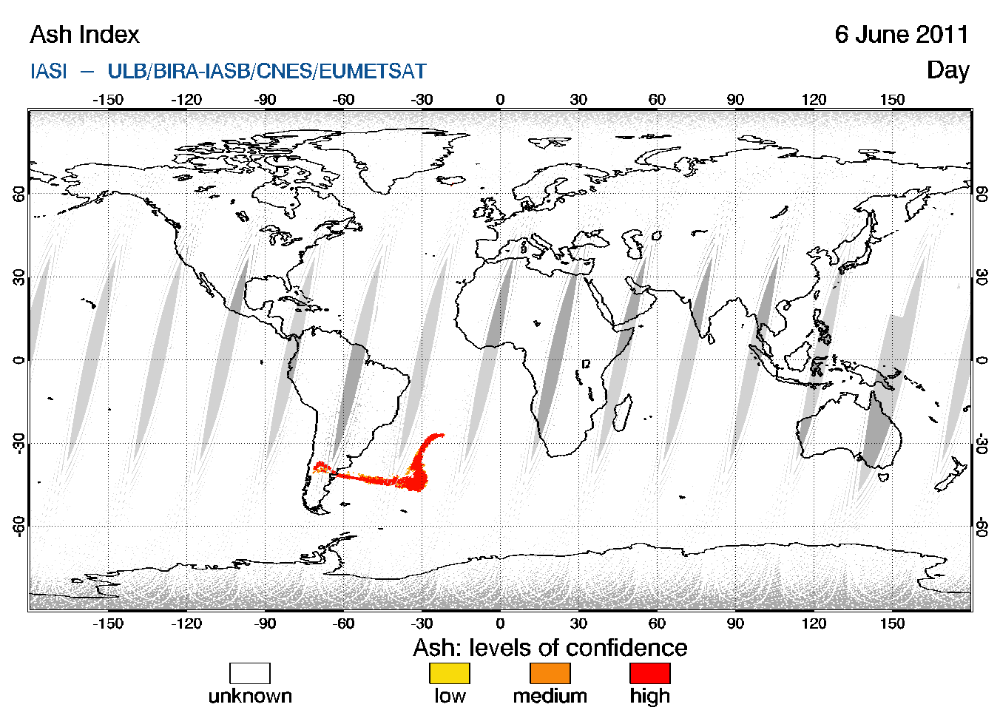 Ash Index
6 June 2011
IASI – ULB/BIRA-IASB/CNES/EUMETSAT
Day
-150 -120 -90 -60 -30 0 30 60 90 120 150
60 60
30 30
0 0
-30 -30
-60 -60
-150 -120 -90 -60 -30 0 30 60 90 120 150
Ash: levels of confidence
unknown low medium high